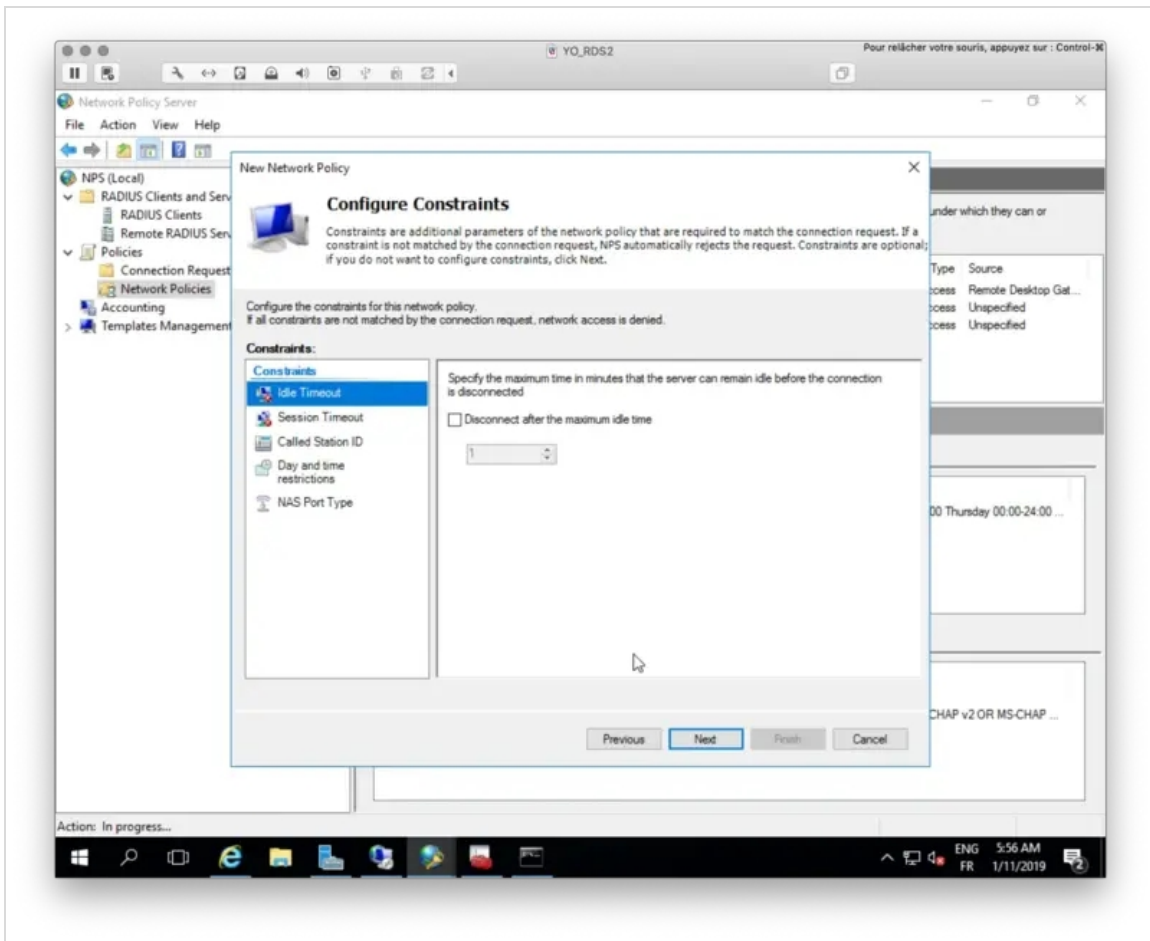 YO_RDS2
Pour relâcher votre souris, appuyez sur : Control-⌘
Network Policy Server
File Action View Help
NPS (Local)
RADIUS Clients and Serv
RADIUS Clients
Remote RADIUS Serv
Policies
Connection Request
Network Policies
Accounting
Templates Management
New Network Policy
Configure Constraints
Constraints are additional parameters of the network policy that are required to match the connection request. If a
constraint is not matched by the connection request, NPS automatically rejects the request. Constraints are optional;
if you do not want to configure constraints, click Next.
Configure the constraints for this network policy.
If all constraints are not matched by the connection request, network access is denied.
Constraints:
Constraints
Idle Timeout
Session Timeout
Called Station ID
Day and time
restrictions
NAS Port Type
Specify the maximum time in minutes that the server can remain idle before the connection
is disconnected
Disconnect after the maximum idle time
1
Previous Next Finish Cancel
under which they can or
Type Source
ccess Remote Desktop Gat...
ccess Unspecified
ccess Unspecified
00 Thursday 00:00-24:00 ...
CHAP v2 OR MS-CHAP ...
Action: In progress...
ENG 5:56 AM
FR 1/11/2019
2